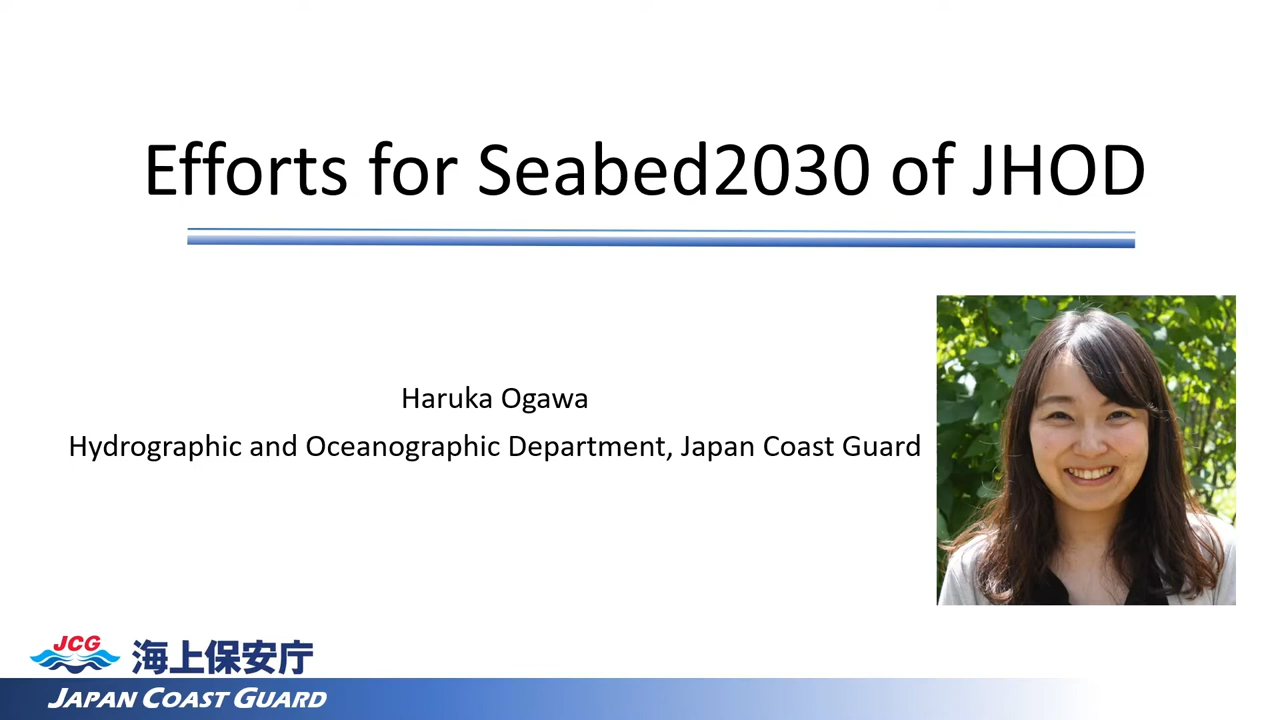 Efforts for Seabed2030 of JHOD
Haruka Ogawa
Hydrographic and Oceanographic Department, Japan Coast Guard
JCG 海上保安庁
JAPAN COAST GUARD